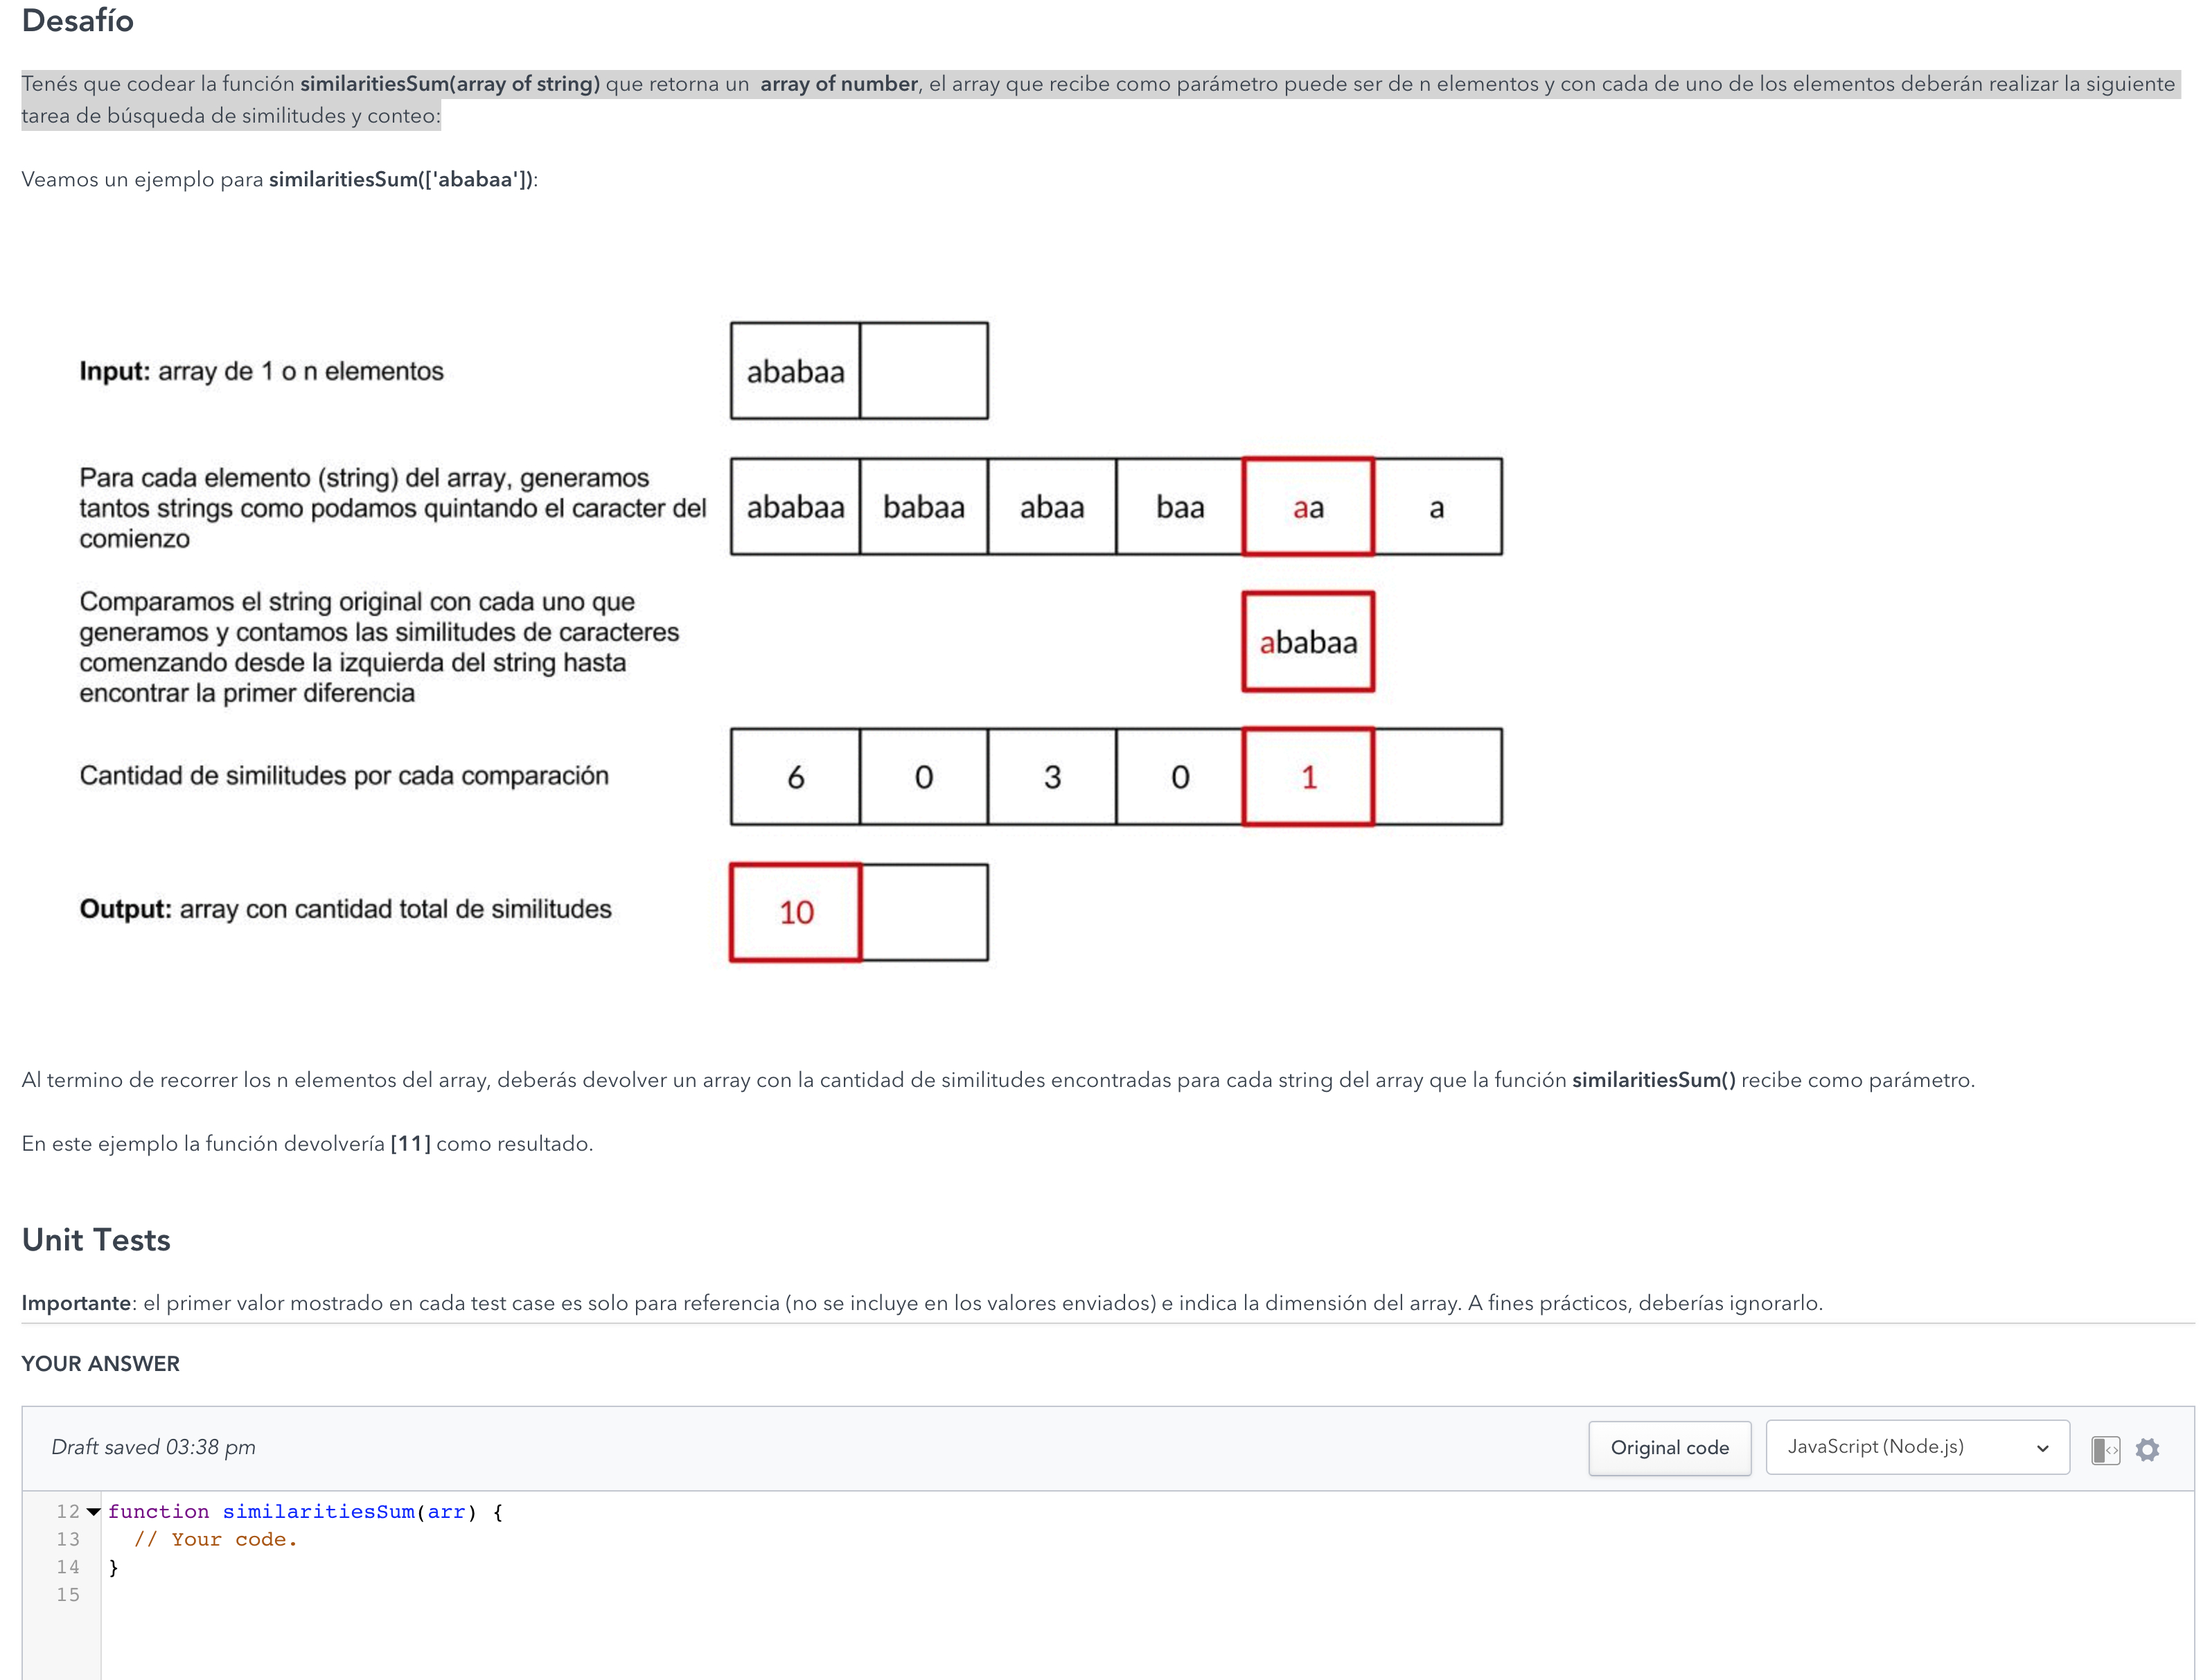 Desafío
Tenés que codear la función similaritiesSum(array of string) que retorna un array of number, el array que recibe como parámetro puede ser de n elementos y con cada de uno de los elementos deberán realizar la siguiente
tarea de búsqueda de similitudes y conteo:
Veamos un ejemplo para similaritiesSum(['ababaa']):
Input: array de 1 o n elementos
ababaa
Para cada elemento (string) del array, generamos
tantos strings como podamos quintando el caracter del
comienzo
ababaa babaa abaa baa aa a
Comparamos el string original con cada uno que
generamos y contamos las similitudes de caracteres
comenzando desde la izquierda del string hasta
encontrar la primer diferencia
ababaa
Cantidad de similitudes por cada comparación
6 0 3 0 1
Output: array con cantidad total de similitudes
10
Al termino de recorrer los n elementos del array, deberás devolver un array con la cantidad de similitudes encontradas para cada string del array que la función similaritiesSum() recibe como parámetro.
En este ejemplo la función devolvería [11] como resultado.
Unit Tests
Importante: el primer valor mostrado en cada test case es solo para referencia (no se incluye en los valores enviados) e indica la dimensión del array. A fines prácticos, deberías ignorarlo.
YOUR ANSWER
Draft saved 03:38 pm
Original code
JavaScript (Node.js)
12 function similaritiesSum(arr) {
13 // Your code.
14 }
15